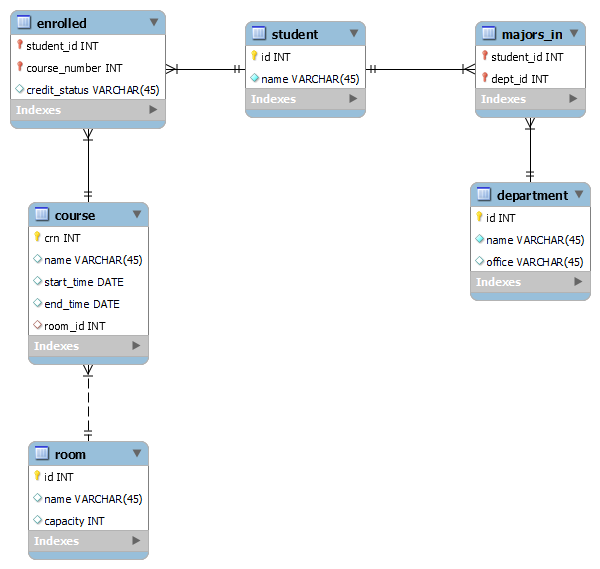 enrolled
student_id INT
course_number INT
credit_status VARCHAR(45)
Indexes
student
id INT
name VARCHAR(45)
Indexes
majors_in
student_id INT
dept_id INT
Indexes
department
id INT
name VARCHAR(45)
office VARCHAR(45)
Indexes
course
crn INT
name VARCHAR(45)
start_time DATE
end_time DATE
room_id INT
Indexes
room
id INT
name VARCHAR(45)
capacity INT
Indexes